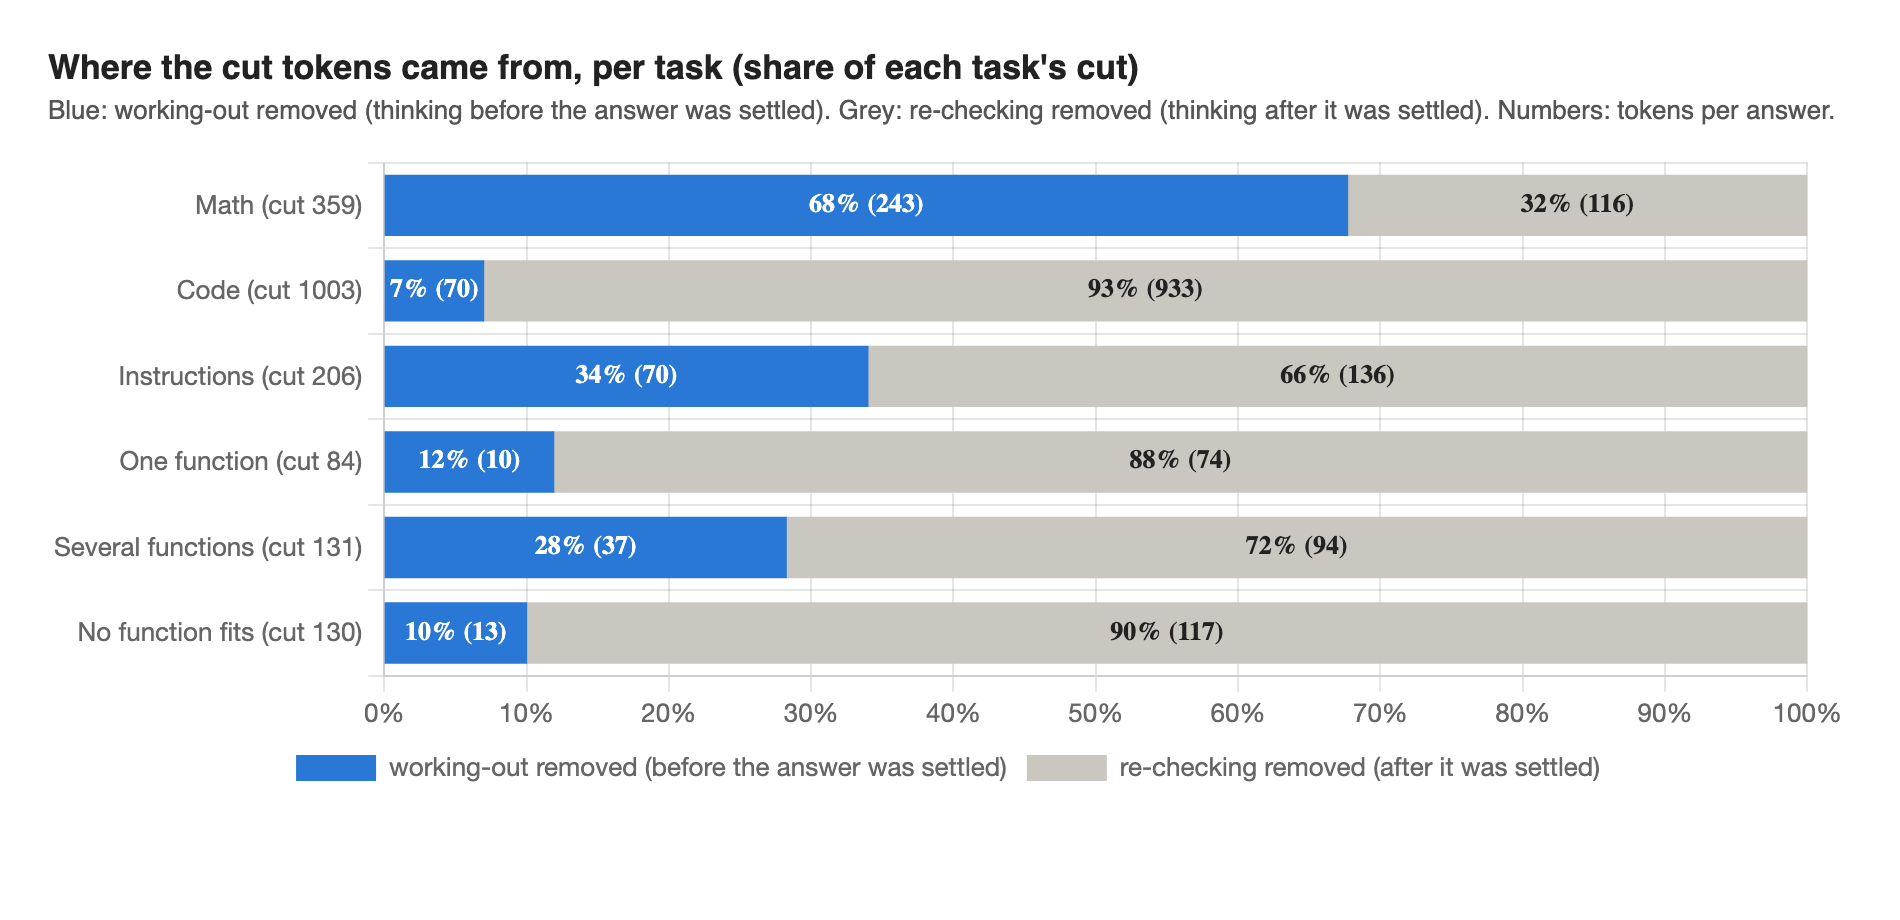 Where the cut tokens came from, per task (share of each task's cut)
Blue: working-out removed (thinking before the answer was settled). Grey: re-checking removed (thinking after it was settled). Numbers: tokens per answer.
Math (cut 359) 68% (243) 32% (116)
Code (cut 1003) 7% (70) 93% (933)
Instructions (cut 206) 34% (70) 66% (136)
One function (cut 84) 12% (10) 88% (74)
Several functions (cut 131) 28% (37) 72% (94)
No function fits (cut 130) 10% (13) 90% (117)
0% 10% 20% 30% 40% 50% 60% 70% 80% 90% 100%
working-out removed (before the answer was settled) re-checking removed (after it was settled)